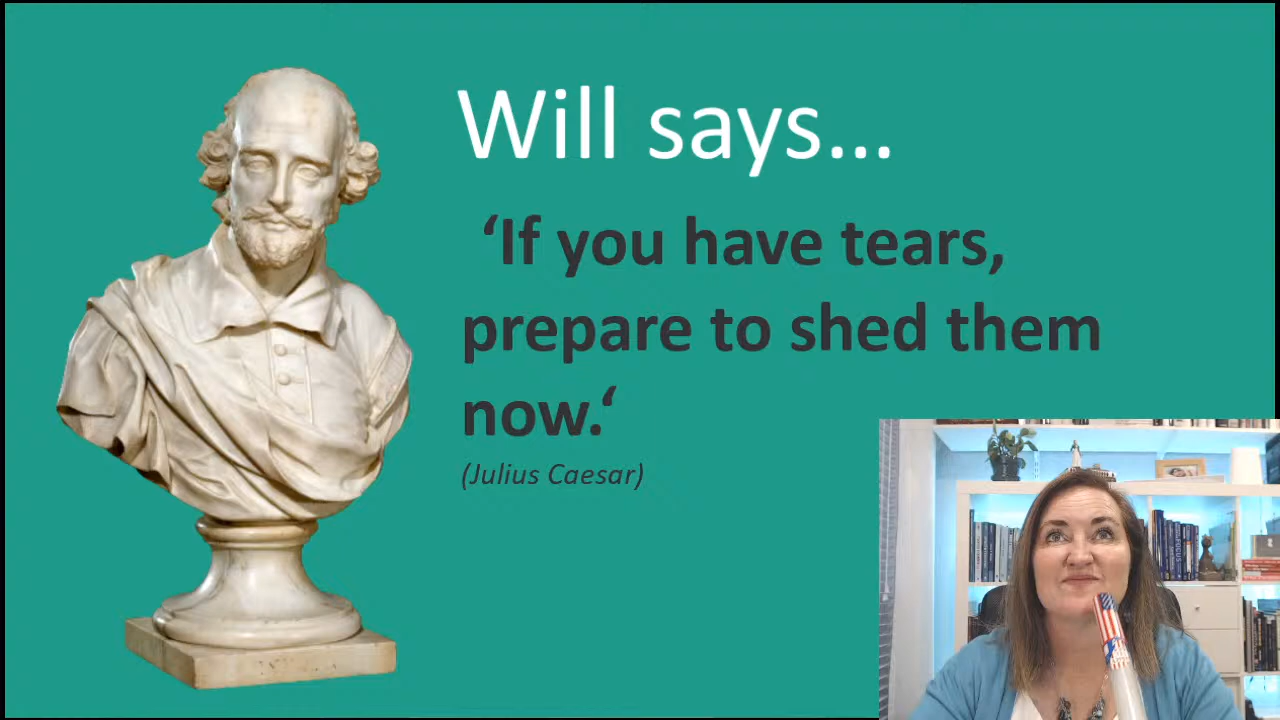 Will says...
‘If you have tears,
prepare to shed them
now.‘
(Julius Caesar)